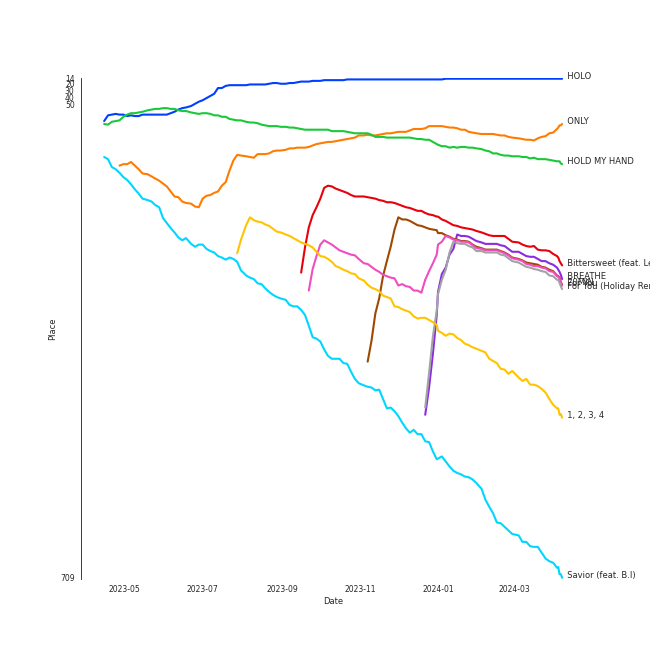 14
20
30
40
50
HOLO
ONLY
HOLD MY HAND
Bittersweet (feat. Le
BREATHE
For You (Holiday Rem
1, 2, 3, 4
Savior (feat. B.I)
709
Place
2023-05
2023-07
2023-09
2023-11
2024-01
2024-03
Date